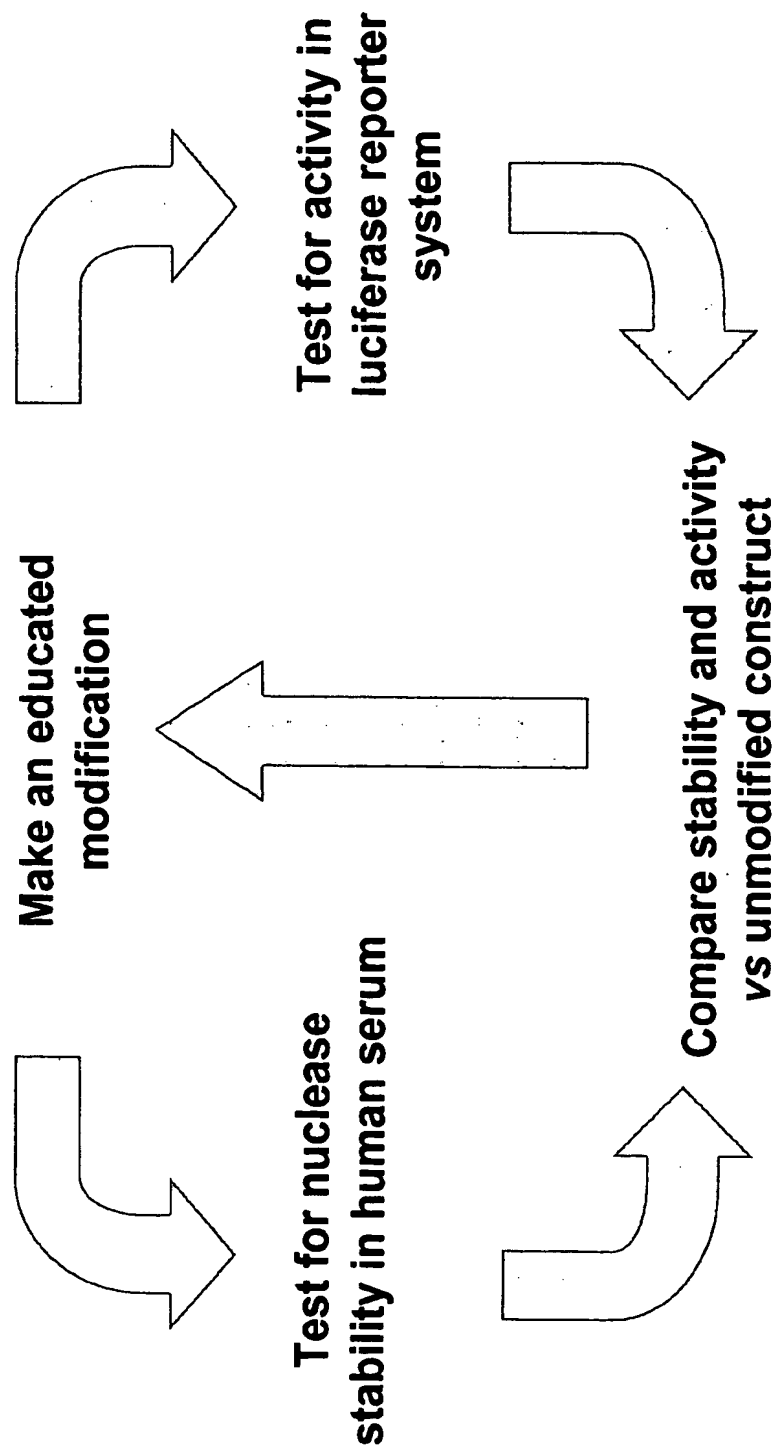 Make an educated
modification
Test for nuclease
stability in human serum
Test for activity in
luciferase reporter
system
Compare stability and activity
vs unmodified construct